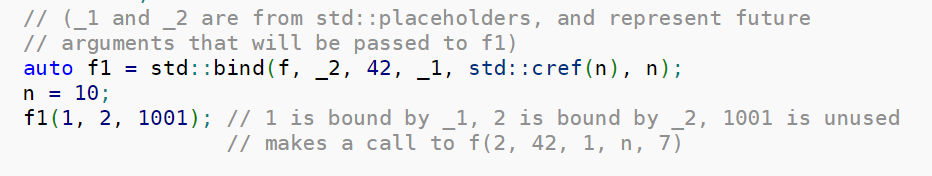 // (_1 and _2 are from std::placeholders, and represent future
// arguments that will be passed to f1)
auto f1 = std::bind(f, _2, 42, _1, std::cref(n), n);
n = 10;
f1(1, 2, 1001); // 1 is bound by _1, 2 is bound by _2, 1001 is unused
// makes a call to f(2, 42, 1, n, 7)